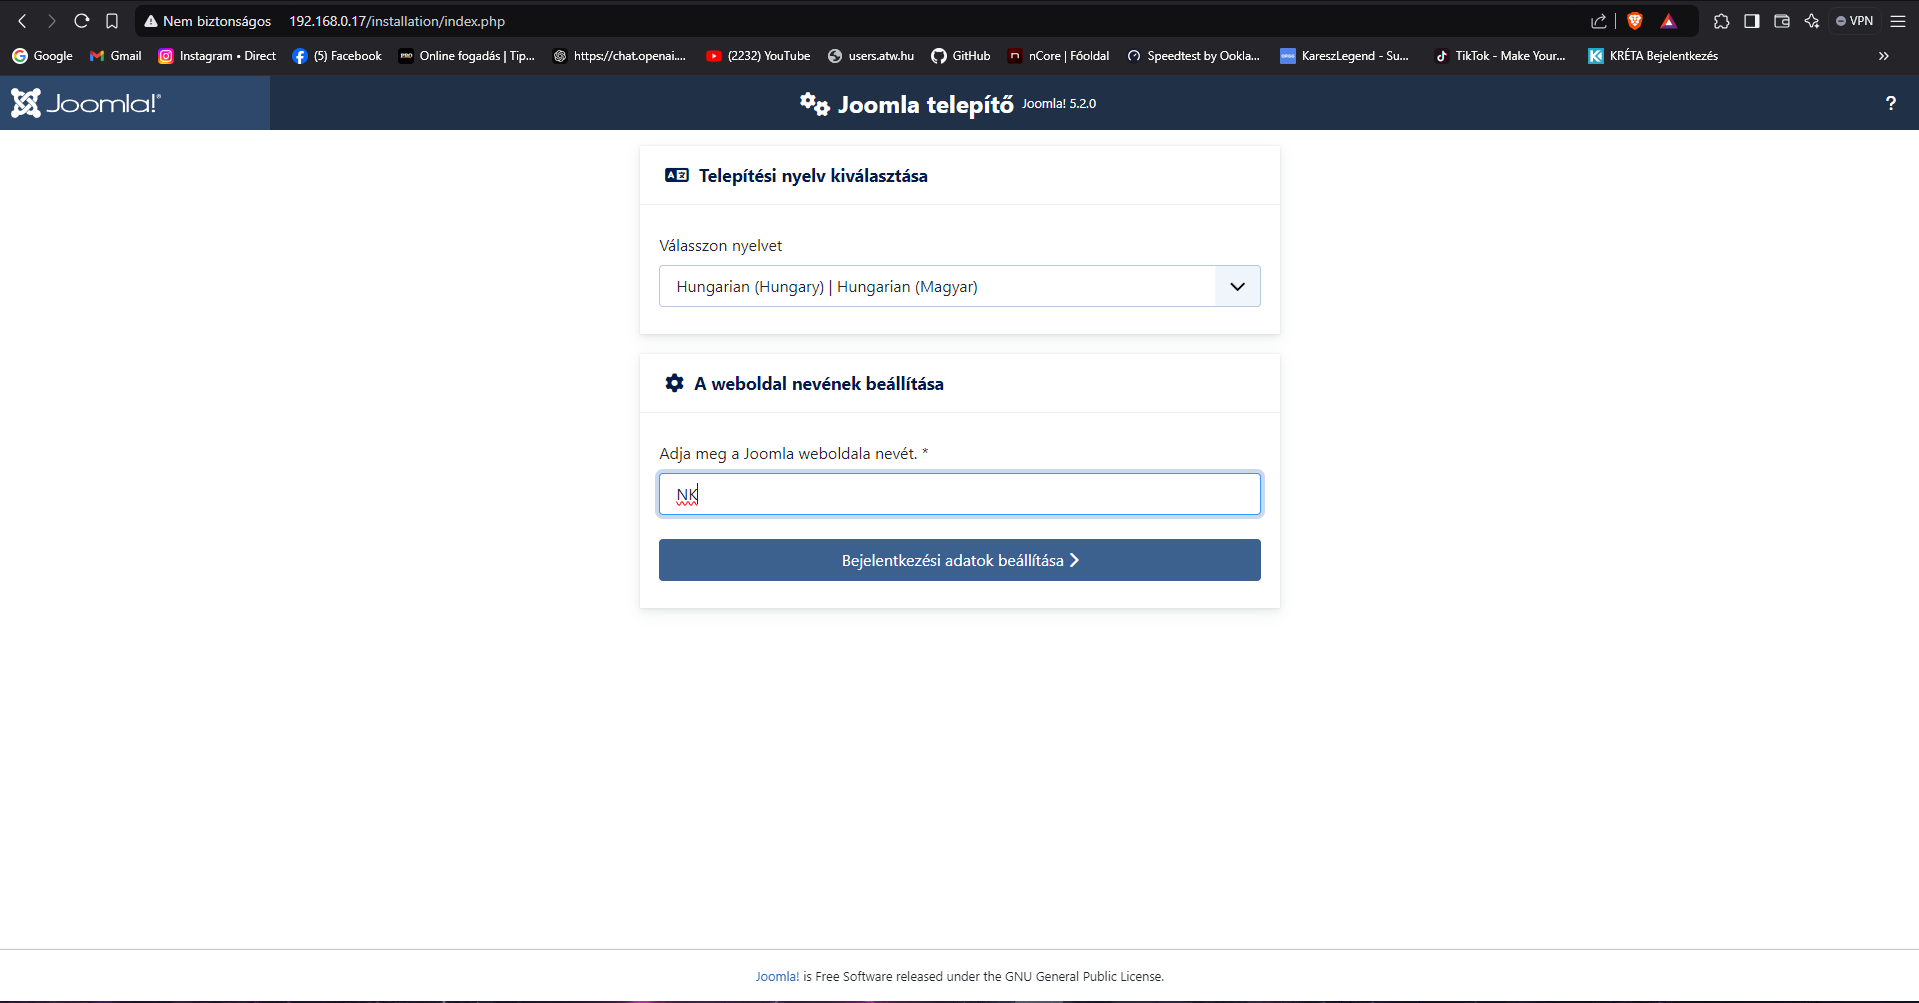 Nem biztonságos 192.168.0.17/installation/index.php VPN
Google Gmail Instagram • Direct (5) Facebook Online fogadás | Tip... https://chat.openai.... (2232) YouTube users.atw.hu GitHub nCore | Főoldal Speedtest by Ookla... KareszLegend - Su... TikTok - Make Your... KRÉTA Bejelentkezés »
Joomla!® Joomla telepítő Joomla! 5.2.0 ?
Telepítési nyelv kiválasztása
Válasszon nyelvet
Hungarian (Hungary) | Hungarian (Magyar)
A weboldal nevének beállítása
Adja meg a Joomla weboldala nevét. *
NK
Bejelentkezési adatok beállítása
Joomla! is Free Software released under the GNU General Public License.